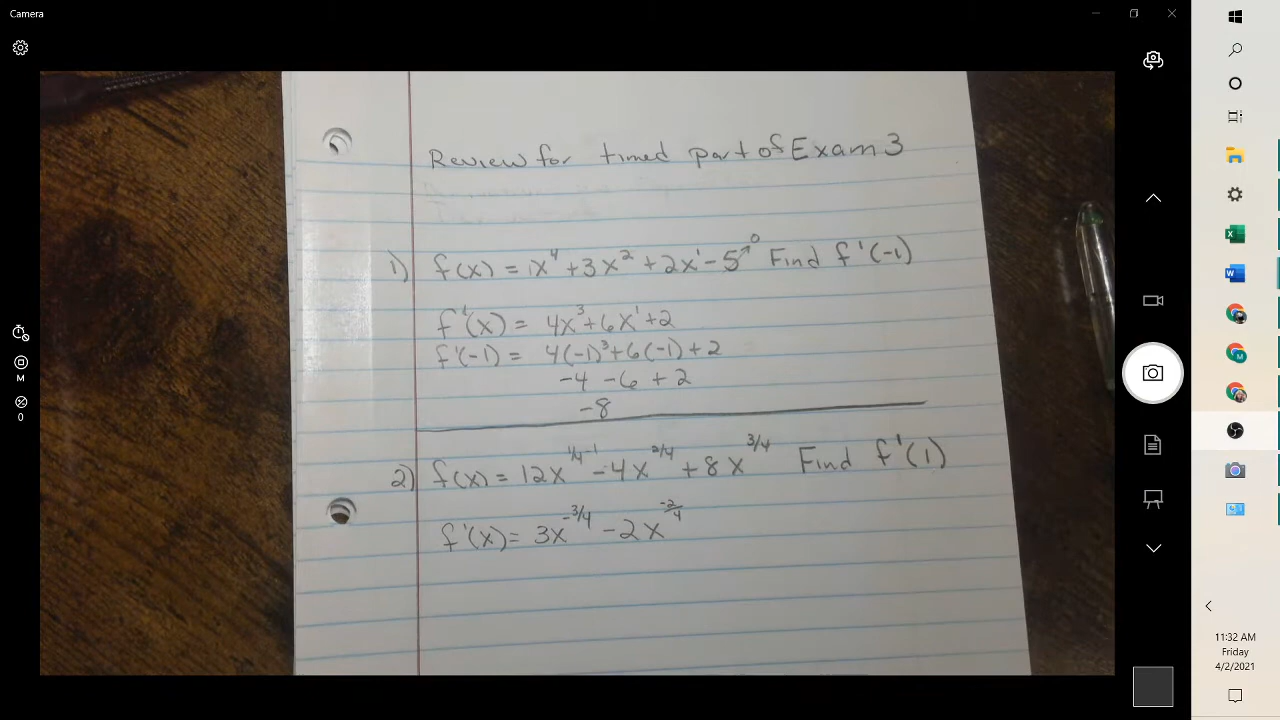 Camera
Review for timed part of Exam 3
1) f(x) = 1x⁴ + 3x² + 2x¹ - 5⁰ Find f'(-1)
f'(x) = 4x³ + 6x¹ + 2
f'(-1) = 4(-1)³ + 6(-1) + 2
-4 - 6 + 2
-8
2) f(x) = 12x^(1/4-1) - 4x^(2/4) + 8x^(3/4) Find f'(1)
f'(x) = 3x^(-3/4) - 2x^(-2/4)
M
0
11:32 AM
Friday
4/2/2021